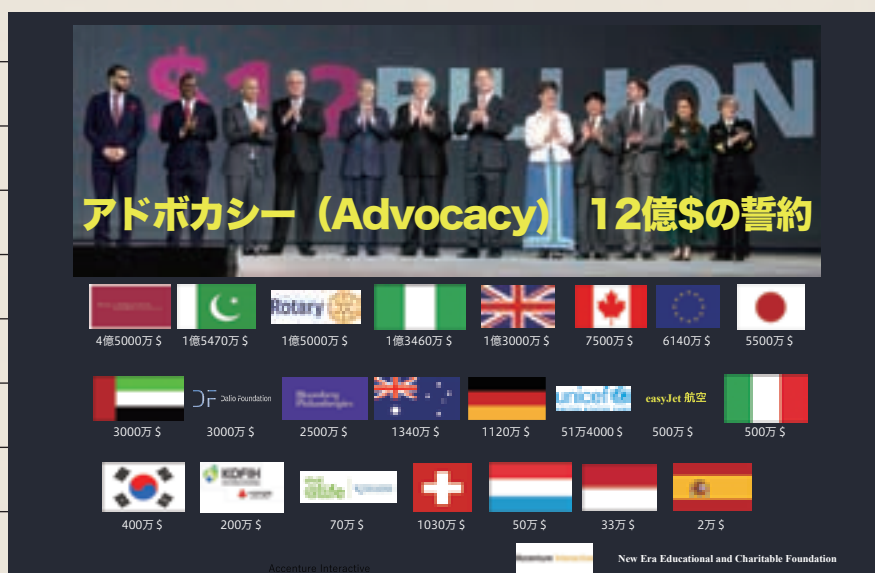 $12 BILLION
アドボカシー（Advocacy） 12億$の誓約
Rotary
4億5000万＄ 1億5470万＄ 1億5000万＄ 1億3460万＄ 1億3000万＄ 7500万＄ 6140万＄ 5500万＄
Dalio Foundation
Bloomberg
Philanthropies
unicef
easyJet 航空
3000万＄ 3000万＄ 2500万＄ 1340万＄ 1120万＄ 51万4000＄ 500万＄ 500万＄
KOFIH
400万＄ 200万＄ 70万＄ 1030万＄ 50万＄ 33万＄ 2万＄
Accenture Interactive
New Era Educational and Charitable Foundation
Accenture Interactive